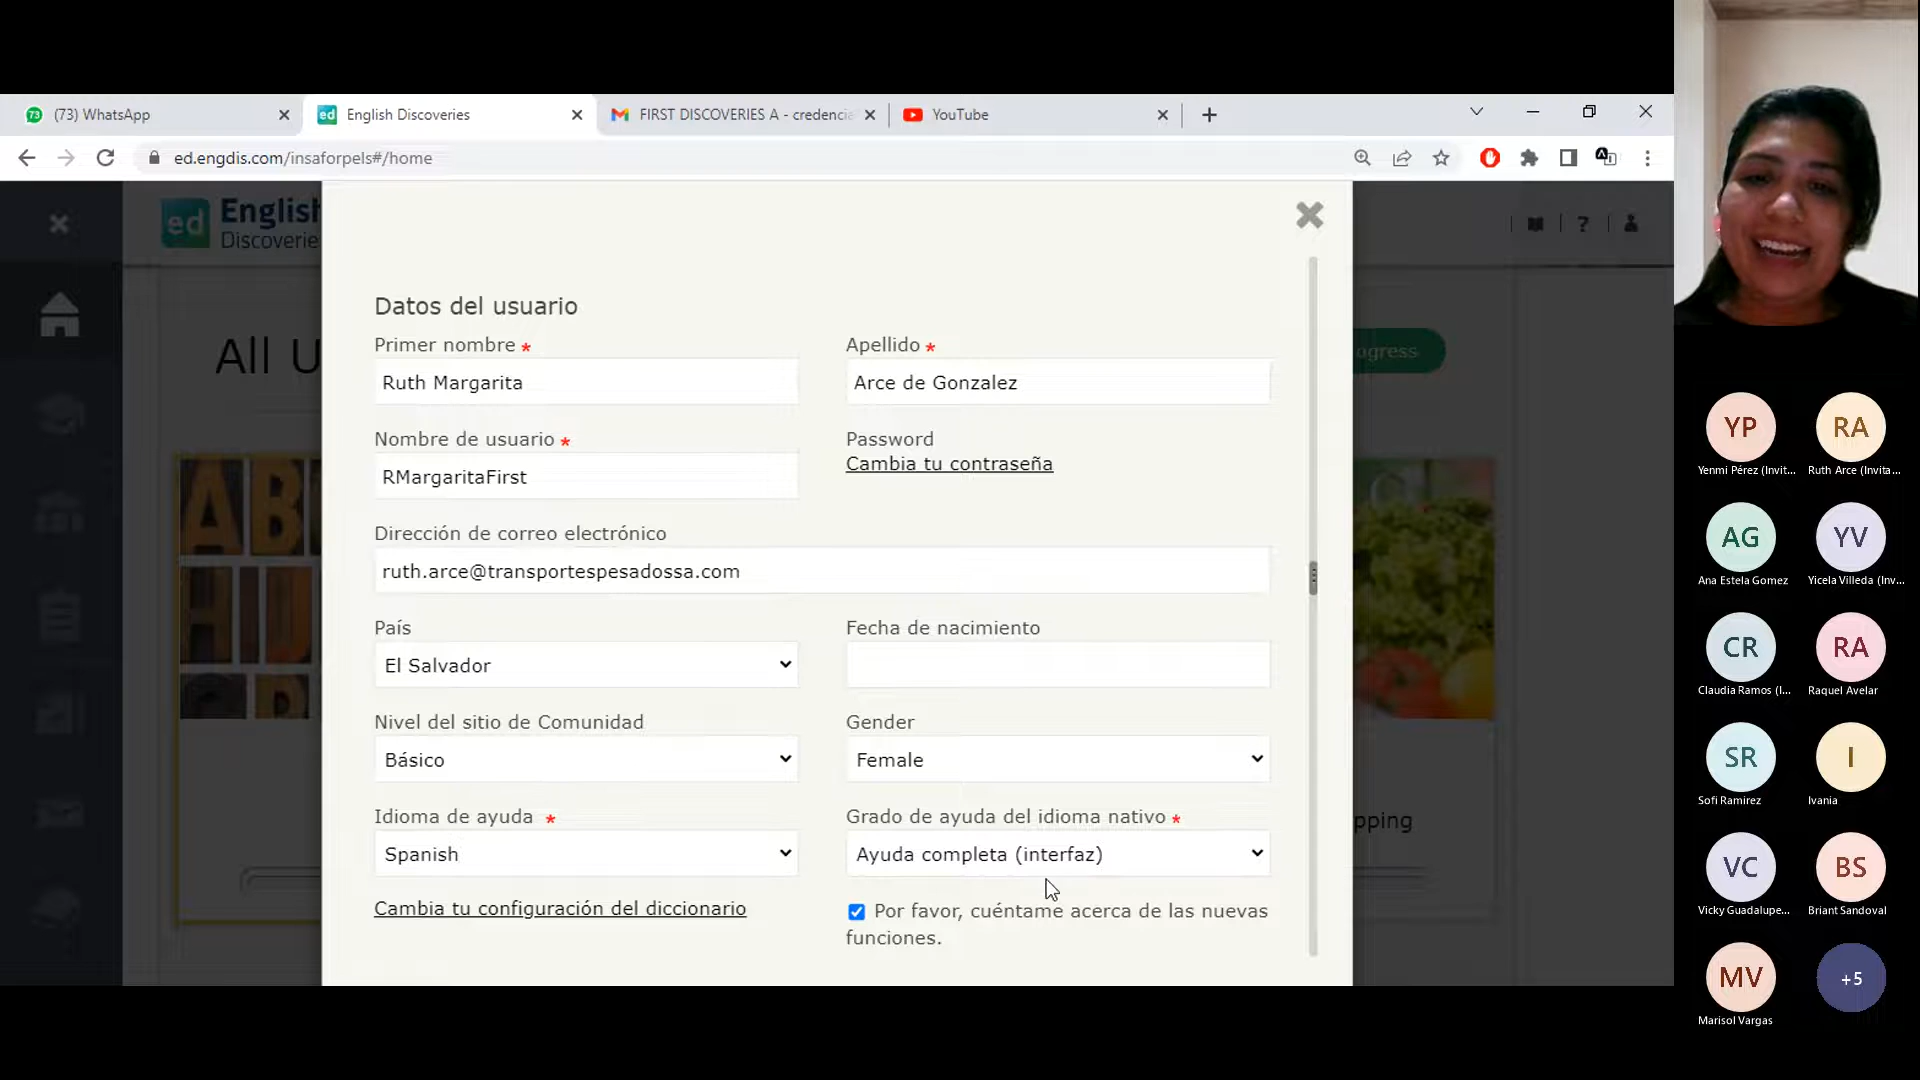 (73) WhatsApp
English Discoveries
FIRST DISCOVERIES A - credencia
YouTube
ed.engdis.com/insaforpels#/home
ed English
Discoverie
All U
ogress
Datos del usuario
Primer nombre *
Apellido *
Ruth Margarita
Arce de Gonzalez
Nombre de usuario *
Password
Cambia tu contraseña
RMargaritaFirst
Dirección de correo electrónico
ruth.arce@transportespesadossa.com
País
Fecha de nacimiento
El Salvador
Nivel del sitio de Comunidad
Gender
Básico
Female
Idioma de ayuda *
Grado de ayuda del idioma nativo *
Spanish
Ayuda completa (interfaz)
pping
Cambia tu configuración del diccionario
Por favor, cuéntame acerca de las nuevas
funciones.
YP
RA
Yenmi Pérez (Invit...
Ruth Arce (Invita...
AG
YV
Ana Estela Gomez
Yicela Villeda (Inv...
CR
RA
Claudia Ramos (I...
Raquel Avelar
SR
I
Sofi Ramirez
Ivania
VC
BS
Vicky Guadalupe...
Briant Sandoval
MV
+5
Marisol Vargas